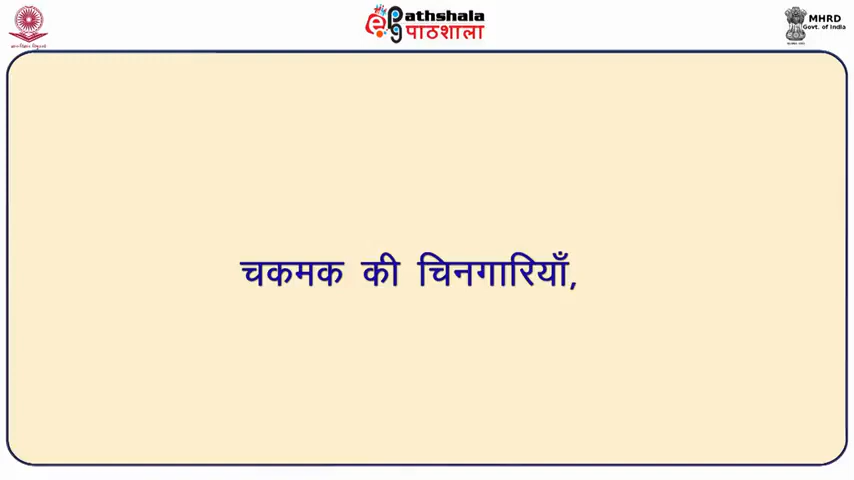 ePathshala
पाठशाला
MHRD
Govt. of India
चकमक की चिनगारियाँ,